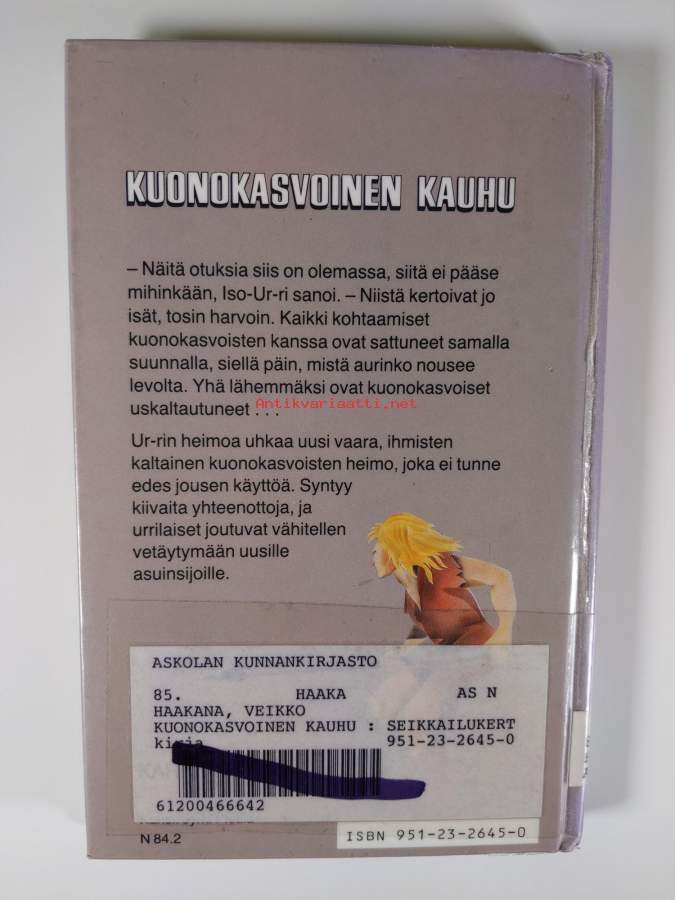 KUONOKASVOINEN KAUHU
– Näitä otuksia siis on olemassa, siitä ei pääse
mihinkään, Iso-Ur-ri sanoi. – Niistä kertoivat jo
isät, tosin harvoin. Kaikki kohtaamiset
kuonokasvoisten kanssa ovat sattuneet samalla
suunnalla, siellä päin, mistä aurinko nousee
levolta. Yhä lähemmäksi ovat kuonokasvoiset
uskaltautuneet . . .
Antikvariaatti.net
Ur-rin heimoa uhkaa uusi vaara, ihmisten
kaltainen kuonokasvoisten heimo, joka ei tunne
edes jousen käyttöä. Syntyy
kiivaita yhteenottoja, ja
urrilaiset joutuvat vähitellen
vetäytymään uusille
asuinsijoille.
ASKOLAN KUNNANKIRJASTO
85. HAAKA AS N
HAAKANA, VEIKKO
KUONOKASVOINEN KAUHU : SEIKKAILUKERT
kirja 951-23-2645-0
61200466642
N 84.2
ISBN 951-23-2645-0